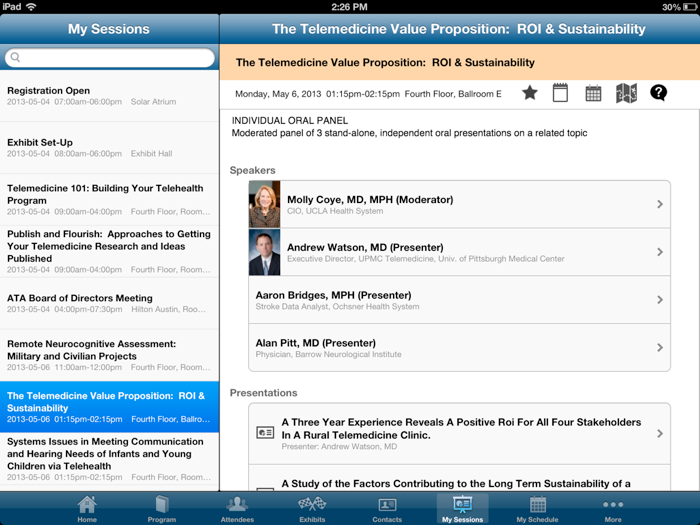 iPad 2:26 PM 30%
My Sessions
The Telemedicine Value Proposition: ROI & Sustainability
Registration Open
2013-05-04 07:00am-06:00pm Solar Atrium
Exhibit Set-Up
2013-05-04 08:00am-06:00pm Exhibit Hall
Telemedicine 101: Building Your Telehealth
Program
2013-05-04 09:00am-04:00pm Fourth Floor, Room...
Publish and Flourish: Approaches to Getting
Your Telemedicine Research and Ideas
Published
2013-05-04 09:00am-04:00pm Fourth Floor, Room...
ATA Board of Directors Meeting
2013-05-04 04:00pm-07:30pm Hilton Austin, Roo...
Remote Neurocognitive Assessment:
Military and Civilian Projects
2013-05-06 11:00am-12:00pm Fourth Floor, Room...
The Telemedicine Value Proposition: ROI &
Sustainability
2013-05-06 01:15pm-02:15pm Fourth Floor, Ballro...
Systems Issues in Meeting Communication
and Hearing Needs of Infants and Young
Children via Telehealth
2013-05-06 01:15pm-02:15pm Fourth Floor, Room...
The Telemedicine Value Proposition: ROI & Sustainability
Monday, May 6, 2013 01:15pm-02:15pm Fourth Floor, Ballroom E
INDIVIDUAL ORAL PANEL
Moderated panel of 3 stand-alone, independent oral presentations on a related topic
Speakers
Molly Coye, MD, MPH (Moderator)
CIO, UCLA Health System
Andrew Watson, MD (Presenter)
Executive Director, UPMC Telemedicine, Univ. of Pittsburgh Medical Center
Aaron Bridges, MPH (Presenter)
Stroke Data Analyst, Ochsner Health System
Alan Pitt, MD (Presenter)
Physician, Barrow Neurological Institute
Presentations
A Three Year Experience Reveals A Positive Roi For All Four Stakeholders
In A Rural Telemedicine Clinic.
Presenter: Andrew Watson, MD
A Study of the Factors Contributing to the Long Term Sustainability of a
Home Program Attendees Exhibits Contacts My Sessions My Schedule More